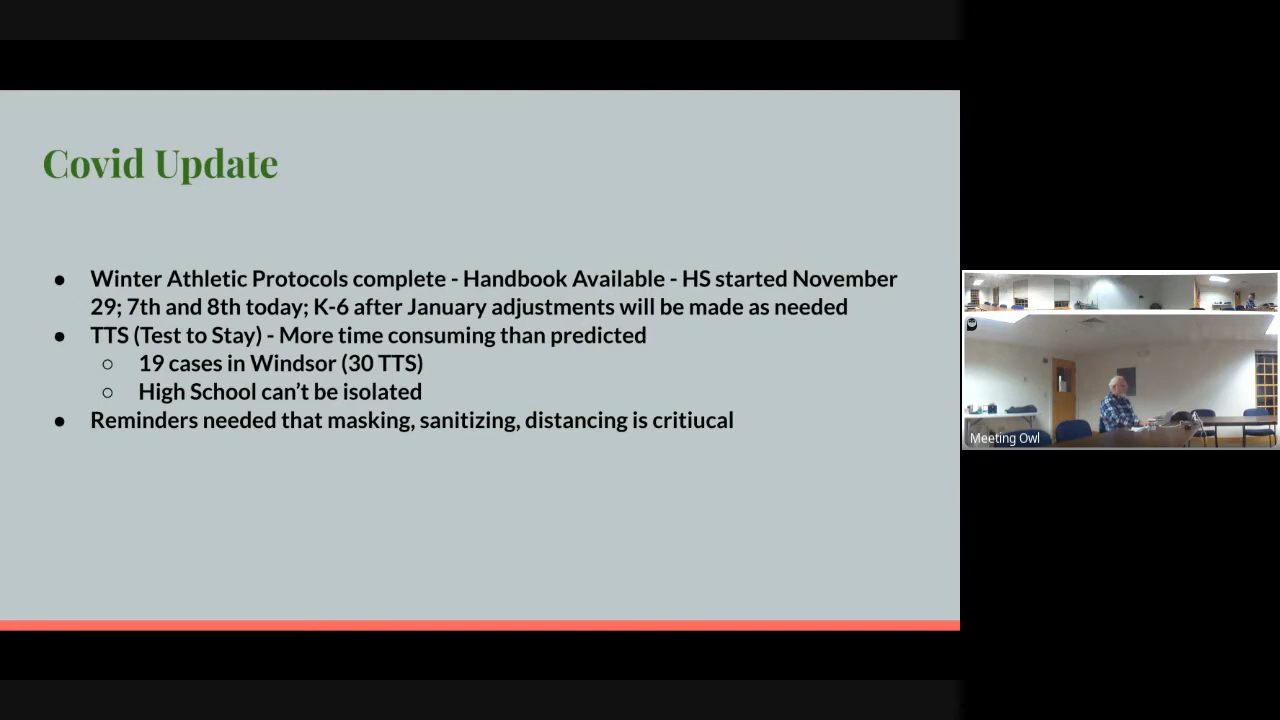 Covid Update
● Winter Athletic Protocols complete - Handbook Available - HS started November
29; 7th and 8th today; K-6 after January adjustments will be made as needed
● TTS (Test to Stay) - More time consuming than predicted
○ 19 cases in Windsor (30 TTS)
○ High School can’t be isolated
● Reminders needed that masking, sanitizing, distancing is critiucal
Meeting Owl